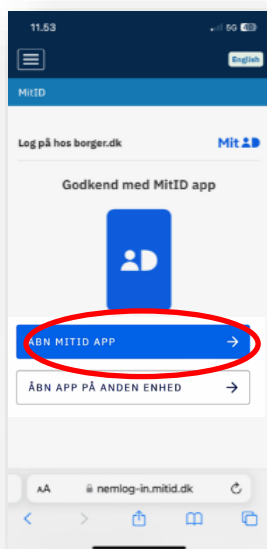 11.53
5G
English
MitID
Log på hos borger.dk
Mit
Godkend med MitID app
ÅBN MITID APP
ÅBN APP PÅ ANDEN ENHED
AA
nemlog-in.mitid.dk